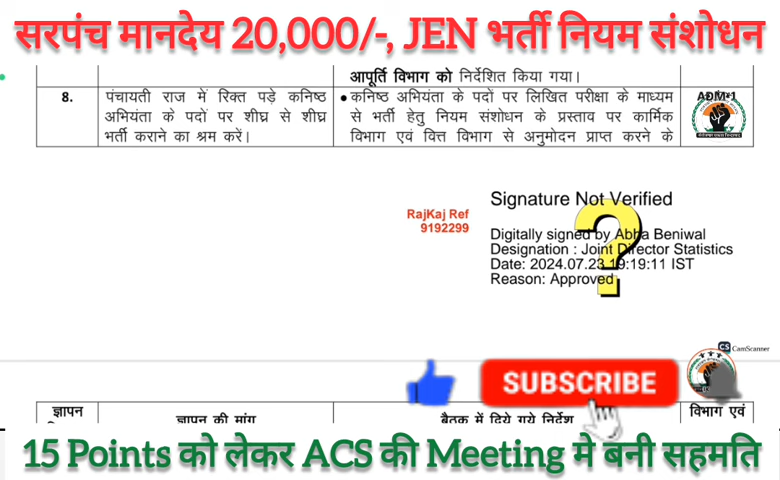 सरपंच मानदेय 20,000/-, JEN भर्ती नियम संशोधन
आपूर्ति विभाग को निर्देशित किया गया।
8. पंचायती राज में रिक्त पड़े कनिष्ठ • कनिष्ठ अभियंता के पदों पर लिखित परीक्षा के माध्यम ADM-1
अभियंता के पदों पर शीघ्र से शीघ्र से भर्ती हेतु नियम संशोधन के प्रस्ताव पर कार्मिक
भर्ती कराने का श्रम करें। विभाग एवं वित्त विभाग से अनुमोदन प्राप्त करने के
Signature Not Verified
RajKaj Ref
9192299
Digitally signed by Abha Beniwal
Designation : Joint Director Statistics
Date: 2024.07.23 19:19:11 IST
Reason: Approved
?
CS CamScanner
SUBSCRIBE
ज्ञापन ज्ञापन की मांग बैठक में दिये गये निर्देश विभाग एवं
15 Points को लेकर ACS की Meeting मे बनी सहमति